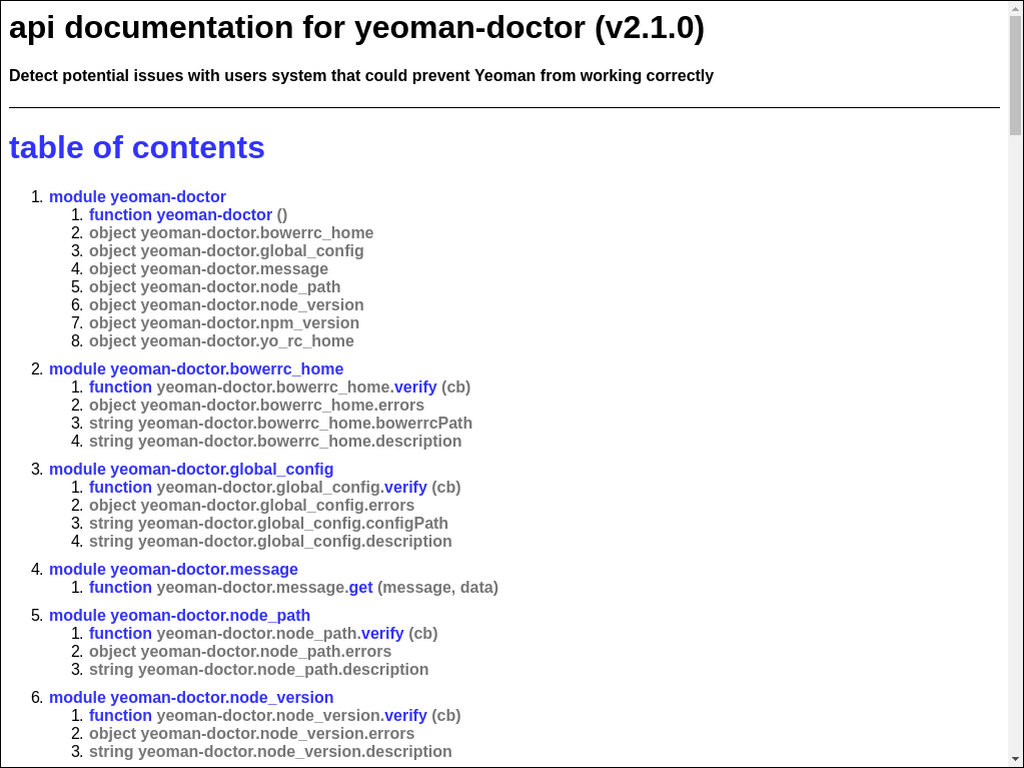 api documentation for yeoman-doctor (v2.1.0)
Detect potential issues with users system that could prevent Yeoman from working correctly
table of contents
1. module yeoman-doctor
1. function yeoman-doctor ()
2. object yeoman-doctor.bowerrc_home
3. object yeoman-doctor.global_config
4. object yeoman-doctor.message
5. object yeoman-doctor.node_path
6. object yeoman-doctor.node_version
7. object yeoman-doctor.npm_version
8. object yeoman-doctor.yo_rc_home
2. module yeoman-doctor.bowerrc_home
1. function yeoman-doctor.bowerrc_home.verify (cb)
2. object yeoman-doctor.bowerrc_home.errors
3. string yeoman-doctor.bowerrc_home.bowerrcPath
4. string yeoman-doctor.bowerrc_home.description
3. module yeoman-doctor.global_config
1. function yeoman-doctor.global_config.verify (cb)
2. object yeoman-doctor.global_config.errors
3. string yeoman-doctor.global_config.configPath
4. string yeoman-doctor.global_config.description
4. module yeoman-doctor.message
1. function yeoman-doctor.message.get (message, data)
5. module yeoman-doctor.node_path
1. function yeoman-doctor.node_path.verify (cb)
2. object yeoman-doctor.node_path.errors
3. string yeoman-doctor.node_path.description
6. module yeoman-doctor.node_version
1. function yeoman-doctor.node_version.verify (cb)
2. object yeoman-doctor.node_version.errors
3. string yeoman-doctor.node_version.description